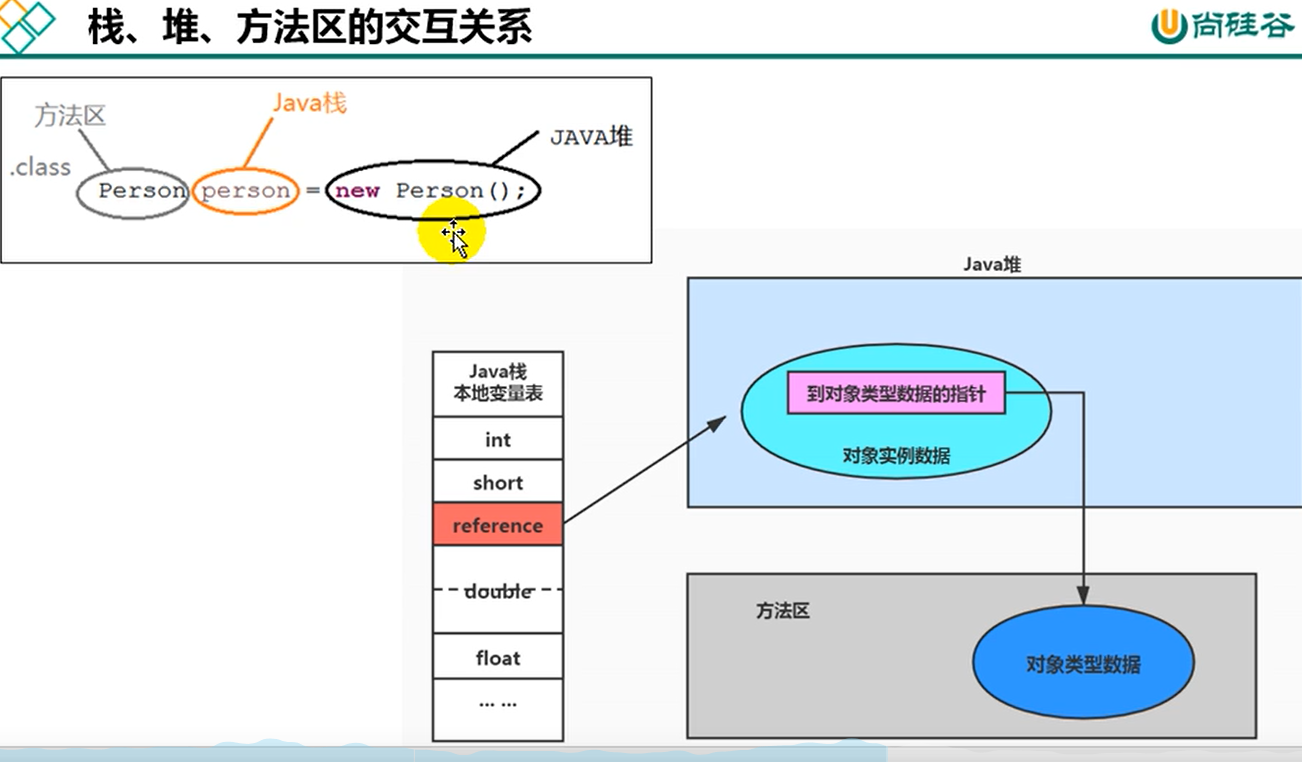 栈、堆、方法区的交互关系
尚硅谷
方法区
Java栈
JAVA堆
.class
Person person = new Person();
Java堆
到对象类型数据的指针
对象实例数据
Java栈
本地变量表
int
short
reference
double
float
... ...
方法区
对象类型数据